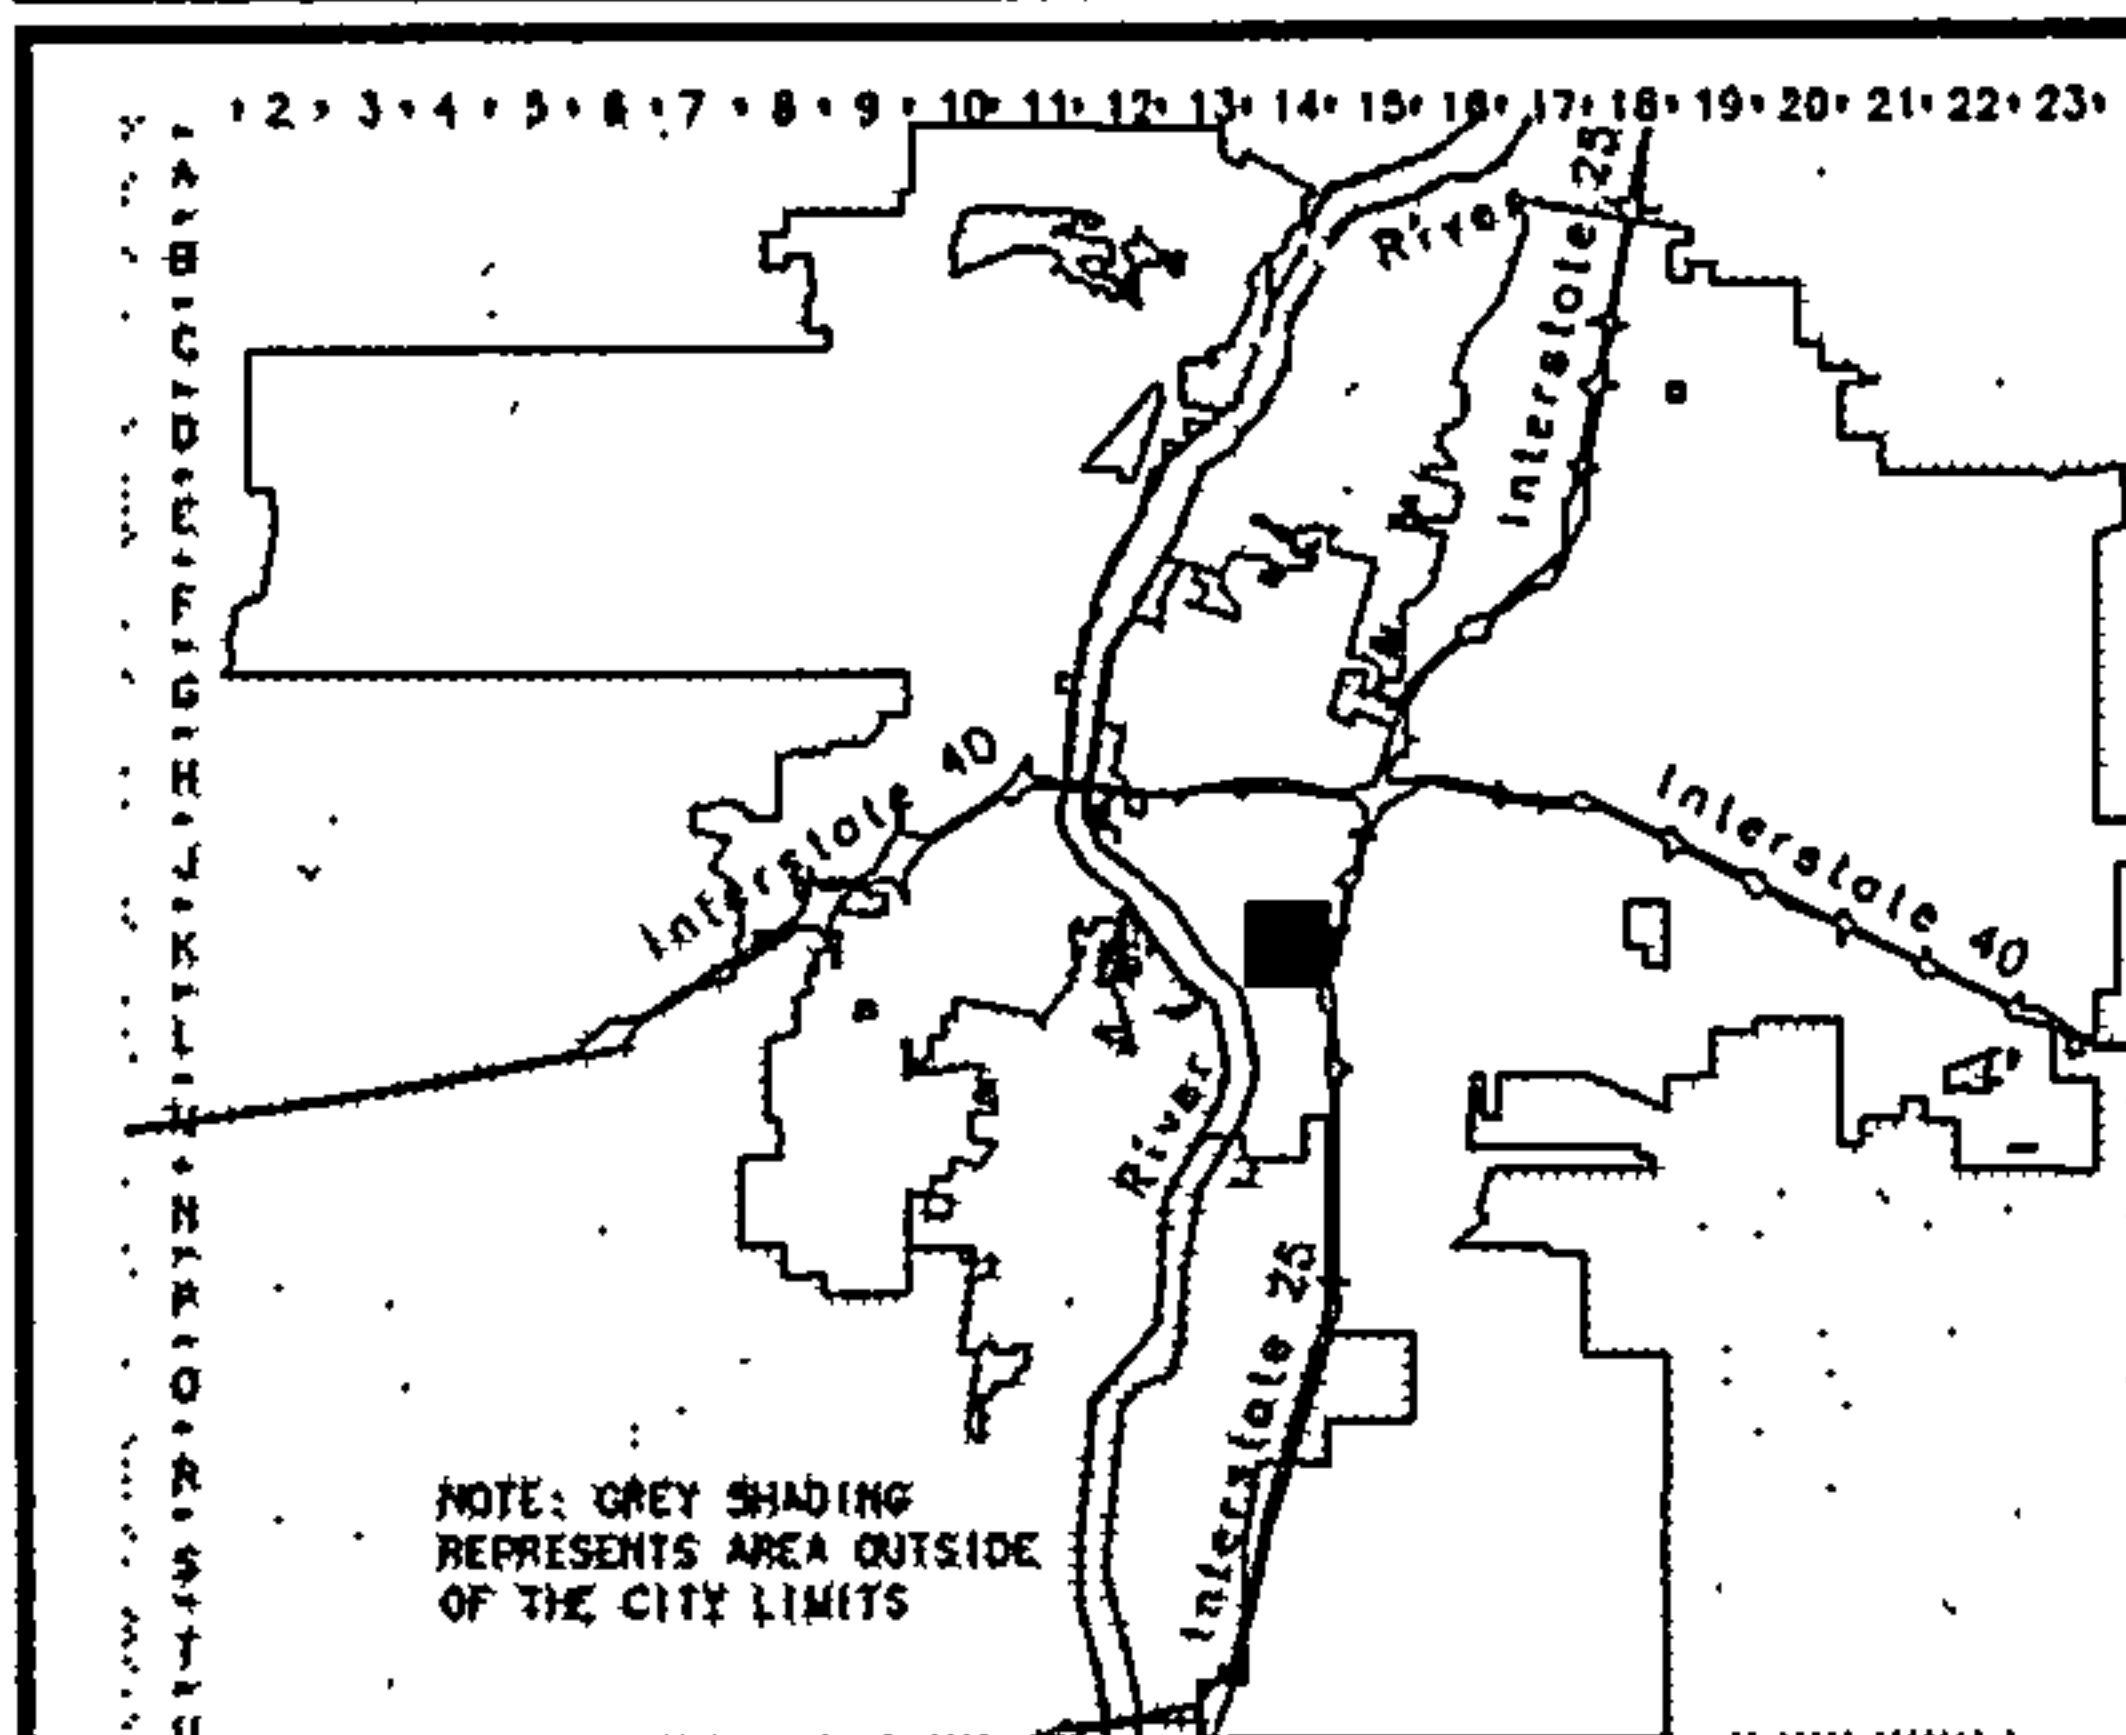 2 3 4 5 6 7 8 9 10 11 12 13 14 15 16 17 18 19 20 21 22 23
A
B
C
D
E
F
G
H
J
K
L
M
N
O
R
S
T
River
Interstate 25
Interstate 40
Interstate 40
River
Interstate 25
NOTE: GREY SHADING
REPRESENTS AREA OUTSIDE
OF THE CITY LIMITS